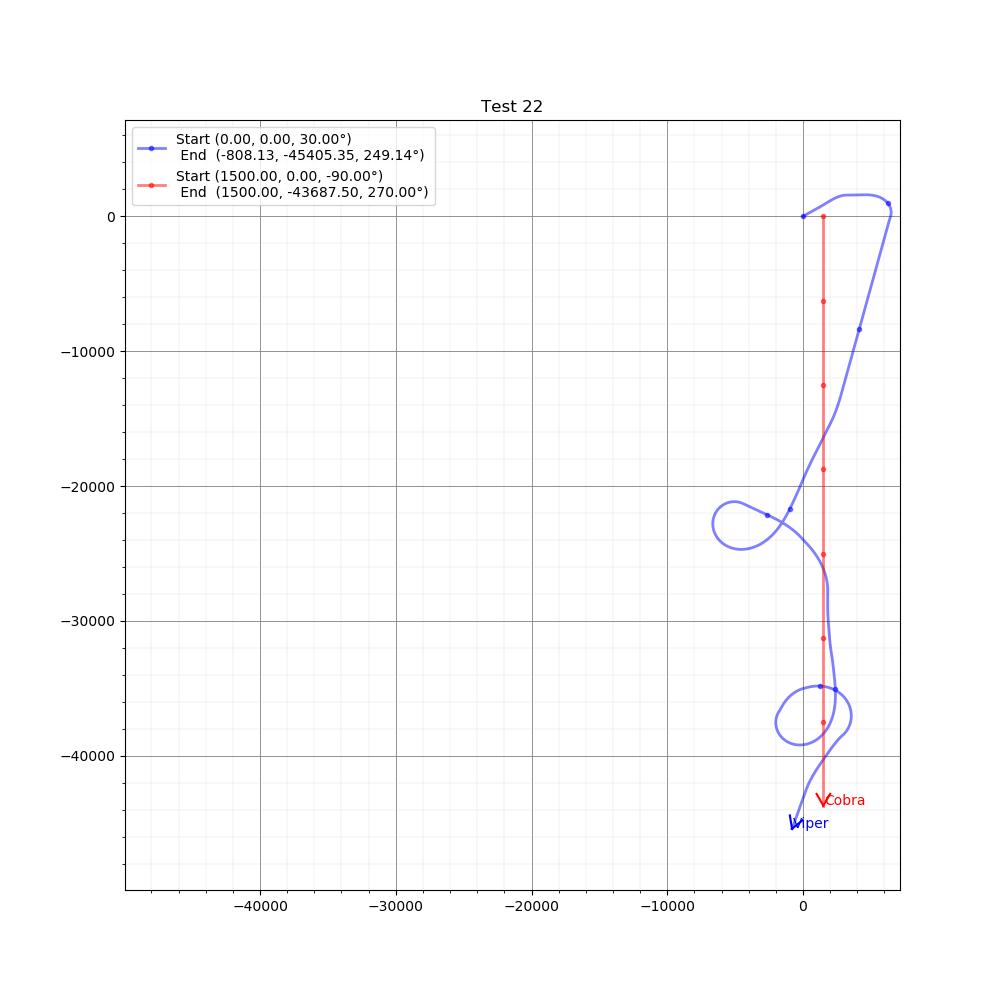 Test 22
Start (0.00, 0.00, 30.00°)
End (-808.13, -45405.35, 249.14°)
Start (1500.00, 0.00, -90.00°)
End (1500.00, -43687.50, 270.00°)
0
−10000
−20000
−30000
−40000
Cobra
Viper
−40000 −30000 −20000 −10000 0